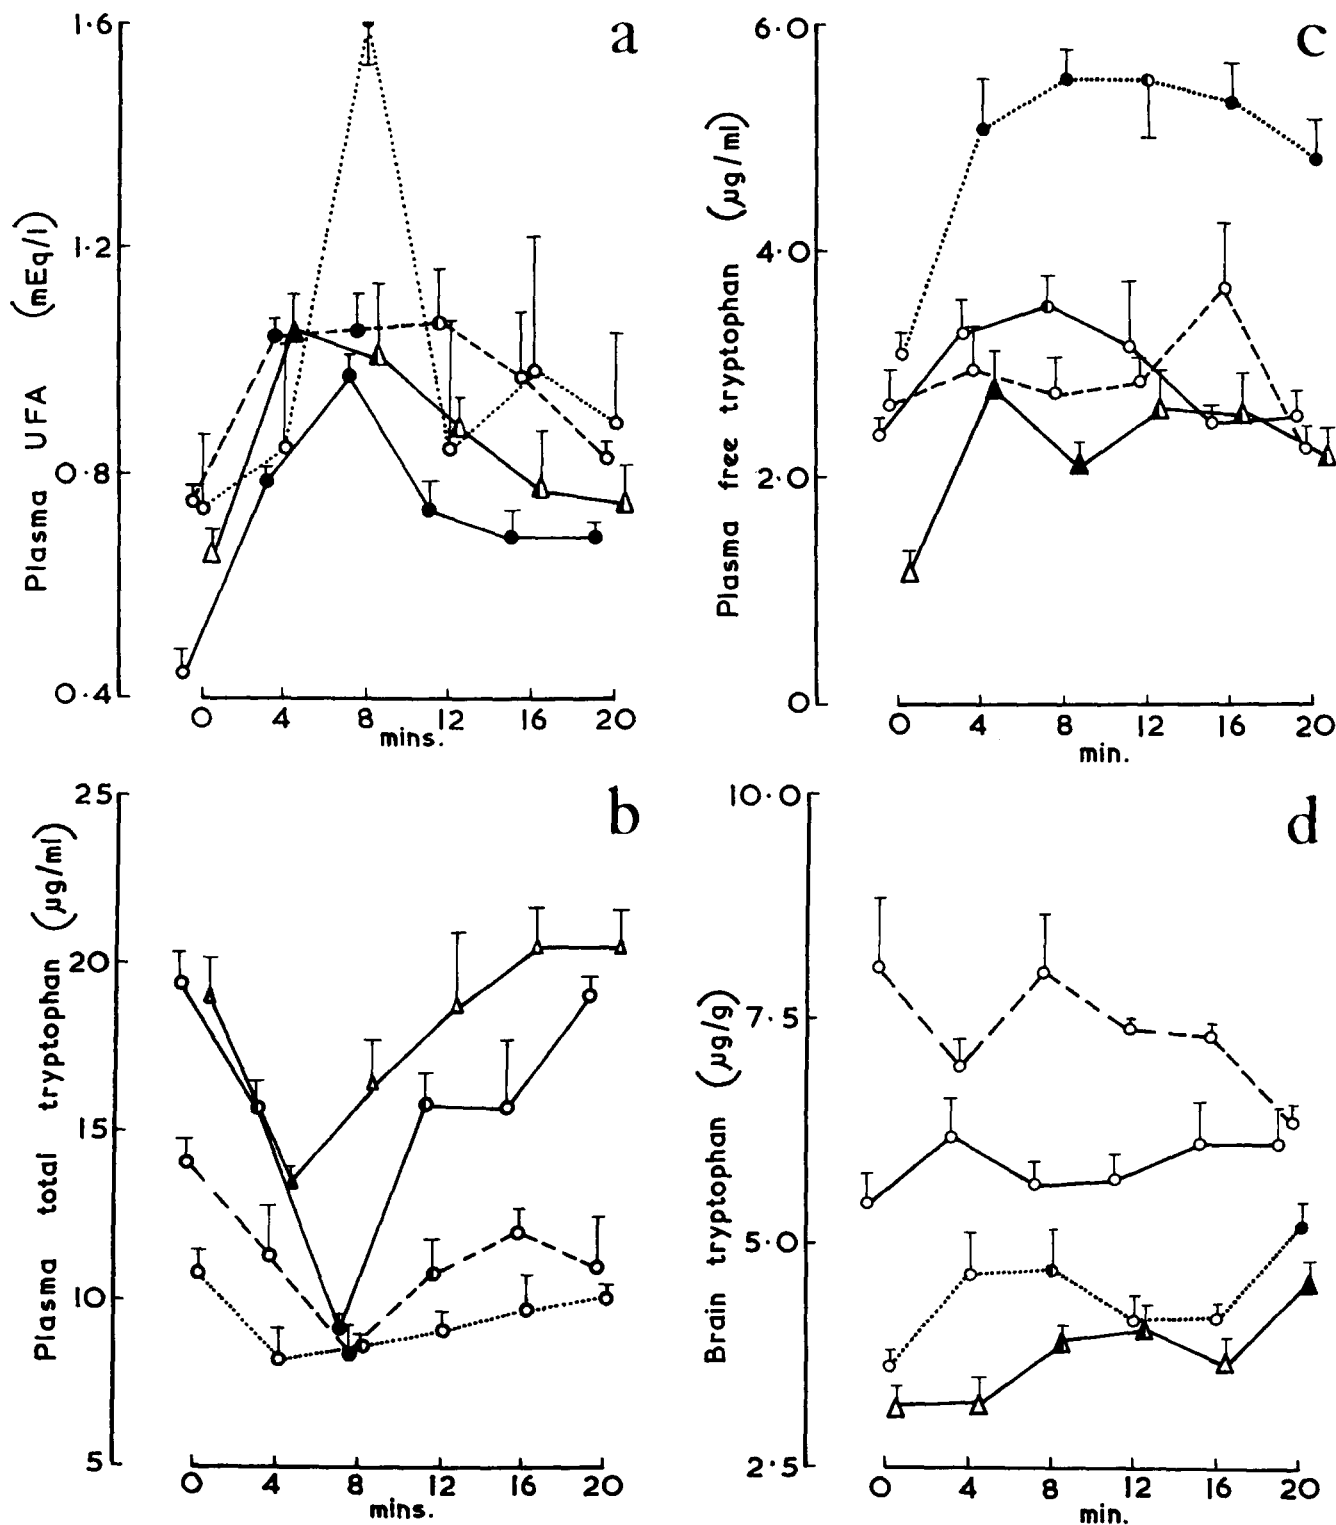 a
Plasma UFA (mEq/l)
1·6
1·2
0·8
0·4
0 4 8 12 16 20
mins.
c
Plasma free tryptophan (µg/ml)
6·0
4·0
2·0
0
0 4 8 12 16 20
min.
b
Plasma total tryptophan (µg/ml)
25
20
15
10
5
0 4 8 12 16 20
mins.
d
Brain tryptophan (µg/g)
10·0
7·5
5·0
2·5
0 4 8 12 16 20
min.